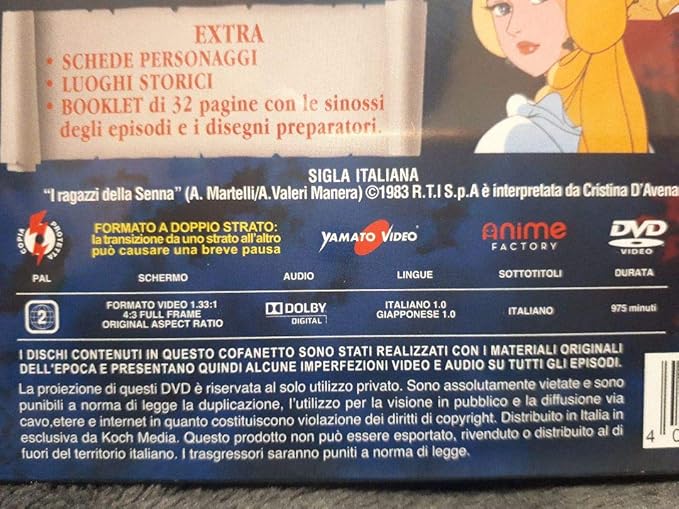 EXTRA
• SCHEDE PERSONAGGI
• LUOGHI STORICI
• BOOKLET di 32 pagine con le sinossi
degli episodi e i disegni preparatori.
SIGLA ITALIANA
"I ragazzi della Senna" (A. Martelli/A.Valeri Manera) ©1983 R.T.I S.p.A è interpretata da Cristina D'Avena
COPIA PROTETTA
FORMATO A DOPPIO STRATO:
la transizione da uno strato all'altro
può causare una breve pausa
YAMATO VIDEO
anime
FACTORY
DVD
VIDEO
PAL SCHERMO AUDIO LINGUE SOTTOTITOLI DURATA
2
FORMATO VIDEO 1.33:1
4:3 FULL FRAME
ORIGINAL ASPECT RATIO
DOLBY
DIGITAL
ITALIANO 1.0
GIAPPONESE 1.0
ITALIANO
975 minuti
I DISCHI CONTENUTI IN QUESTO COFANETTO SONO STATI REALIZZATI CON I MATERIALI ORIGINALI
DELL'EPOCA E PRESENTANO QUINDI ALCUNE IMPERFEZIONI VIDEO E AUDIO SU TUTTI GLI EPISODI.
La proiezione di questi DVD è riservata al solo utilizzo privato. Sono assolutamente vietate e sono
punibili a norma di legge la duplicazione, l'utilizzo per la visione in pubblico e la diffusione via
cavo,etere e internet in quanto costituiscono violazione dei diritti di copyright. Distribuito in Italia in
esclusiva da Koch Media. Questo prodotto non può essere esportato, rivenduto o distribuito al di
fuori del territorio italiano. I trasgressori saranno puniti a norma di legge.
4